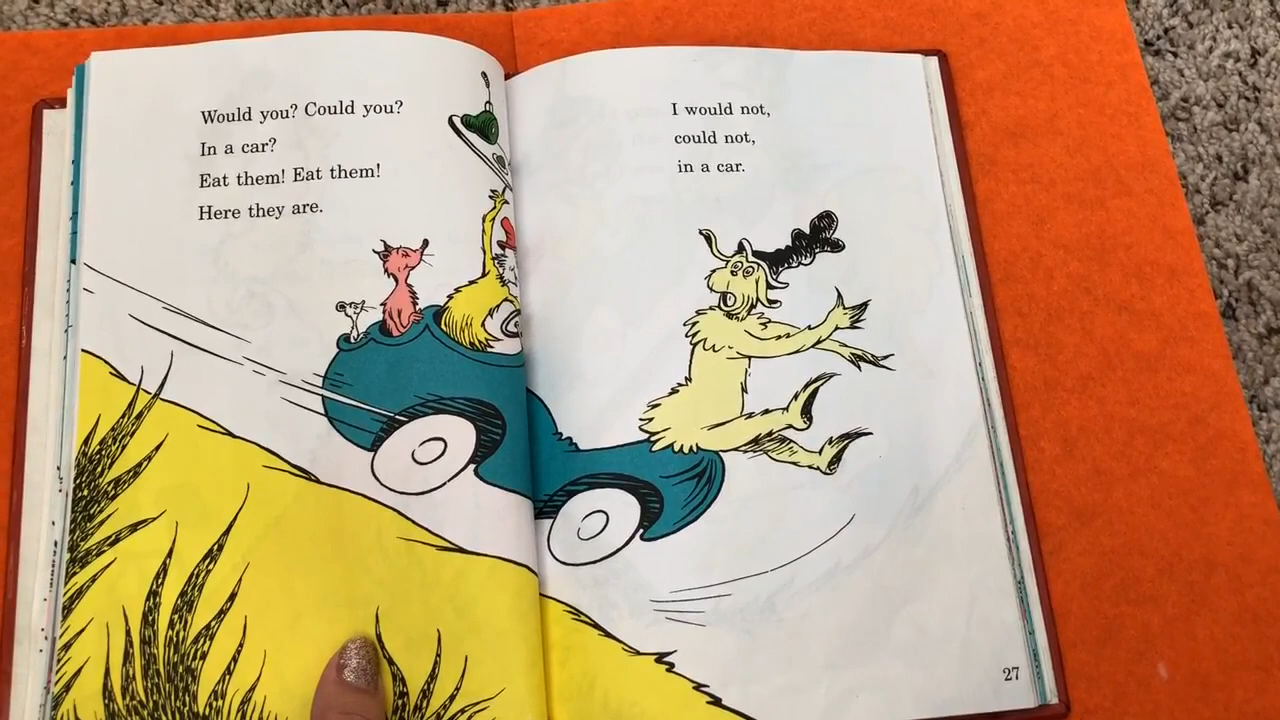 Would you? Could you?
In a car?
Eat them! Eat them!
Here they are.
I would not,
could not,
in a car.
27